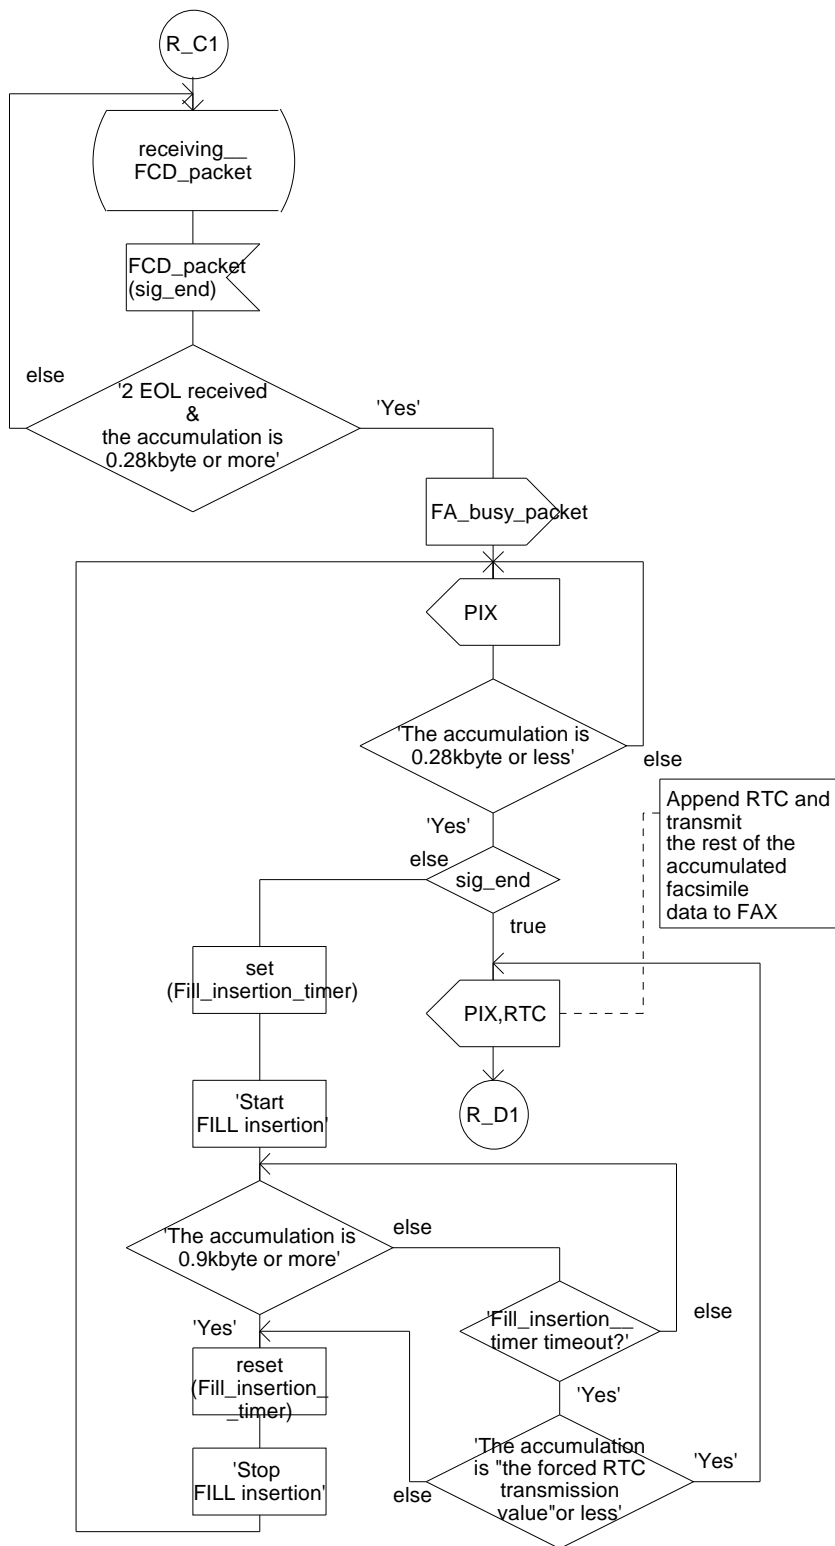 R_C1
receiving__
FCD_packet
FCD_packet
(sig_end)
else
'2 EOL received
&
the accumulation is
0.28kbyte or more'
'Yes'
FA_busy_packet
PIX
'The accumulation is
0.28kbyte or less'
else
'Yes'
Append RTC and
transmit
the rest of the
accumulated
facsimile
data to FAX
else
sig_end
true
set
(Fill_insertion_timer)
PIX,RTC
'Start
FILL insertion'
R_D1
'The accumulation is
0.9kbyte or more'
else
'Yes'
'Fill_insertion__
timer timeout?'
else
reset
(Fill_insertion_
_timer)
'Yes'
'Stop
FILL insertion'
else
'The accumulation
is "the forced RTC
transmission
value"or less'
'Yes'